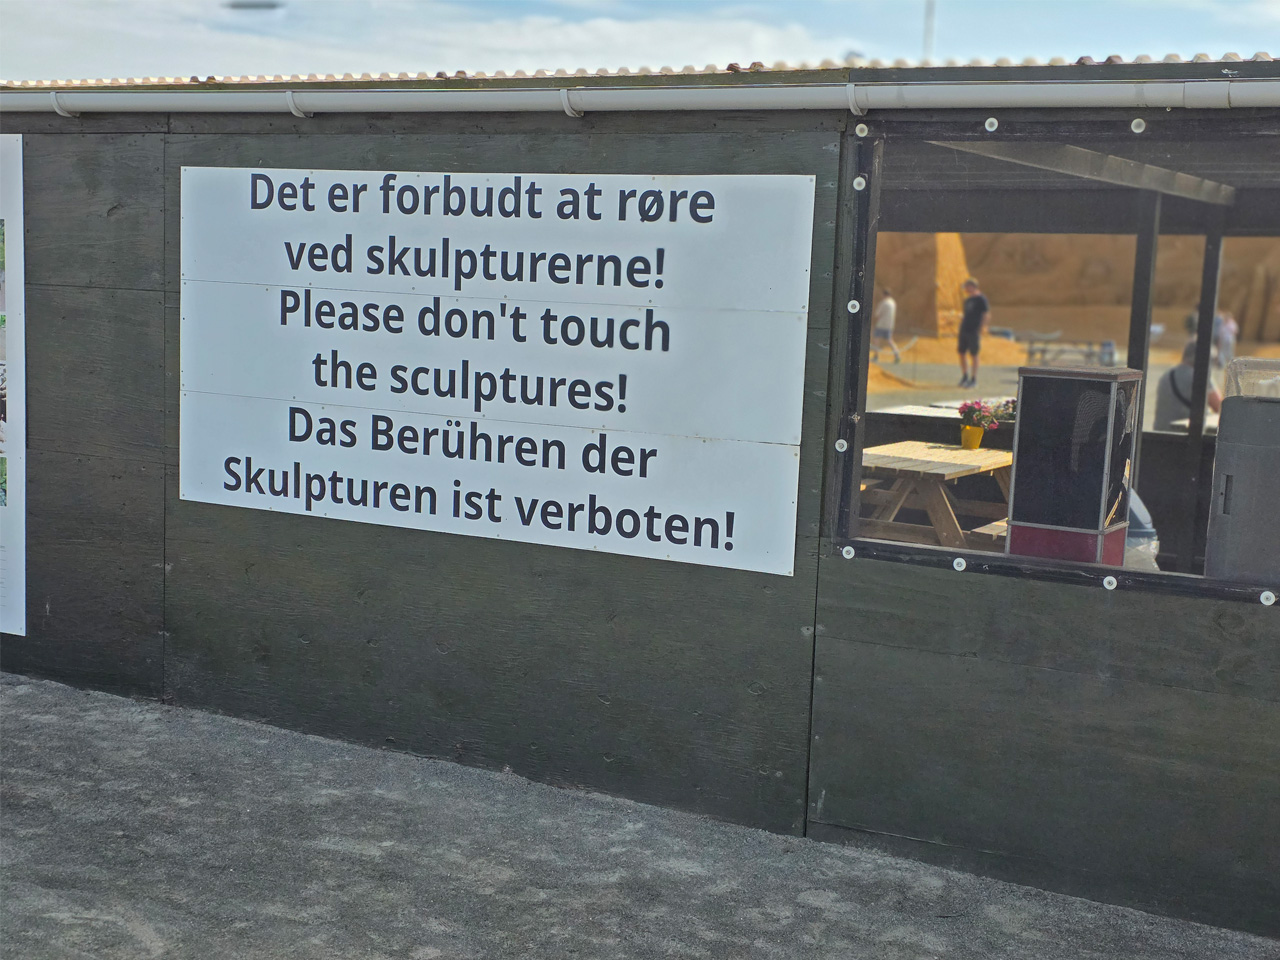 Det er forbudt at røre
ved skulpturerne!
Please don't touch
the sculptures!
Das Berühren der
Skulpturen ist verboten!